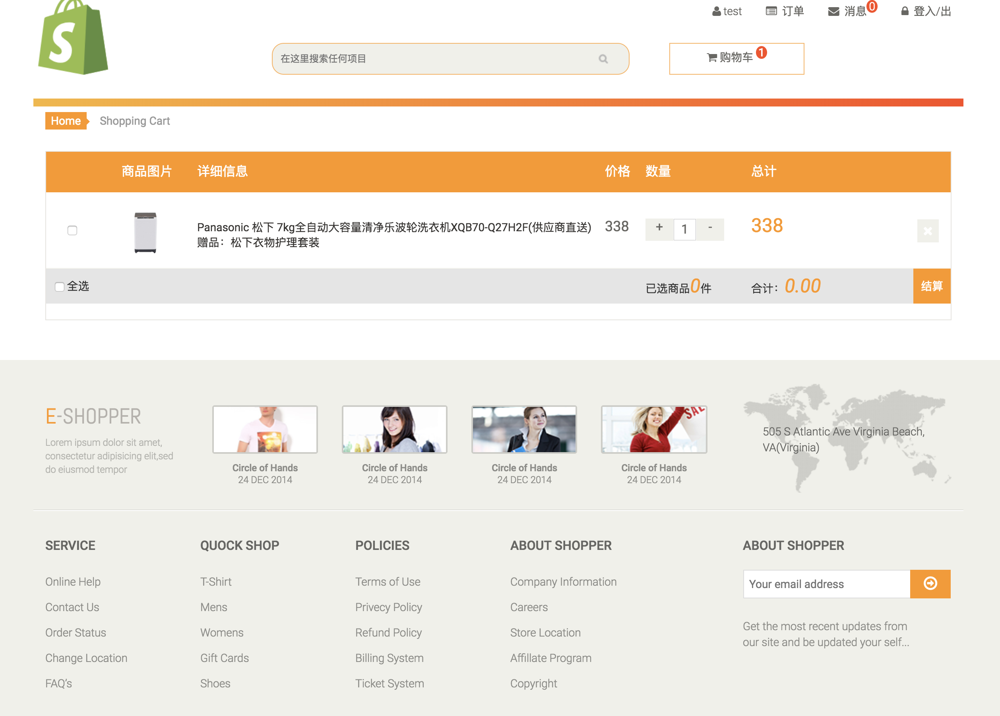 S
test 订单 消息 0 登入/出
在这里搜索任何项目
购物车 1
Home Shopping Cart
商品图片 详细信息 价格 数量 总计
Panasonic 松下 7kg全自动大容量清净乐波轮洗衣机XQB70-Q27H2F(供应商直送) 338 + 1 - 338
赠品：松下衣物护理套装
全选 已选商品0件 合计：0.00 结算
E-SHOPPER
Lorem ipsum dolor sit amet,
consectetur adipisicing elit,sed
do eiusmod tempor
SALE
Circle of Hands
24 DEC 2014
Circle of Hands
24 DEC 2014
Circle of Hands
24 DEC 2014
Circle of Hands
24 DEC 2014
505 S Atlantic Ave Virginia Beach,
VA(Virginia)
SERVICE
Online Help
Contact Us
Order Status
Change Location
FAQ’s
QUOCK SHOP
T-Shirt
Mens
Womens
Gift Cards
Shoes
POLICIES
Terms of Use
Privecy Policy
Refund Policy
Billing System
Ticket System
ABOUT SHOPPER
Company Information
Careers
Store Location
Affillate Program
Copyright
ABOUT SHOPPER
Your email address
Get the most recent updates from
our site and be updated your self...